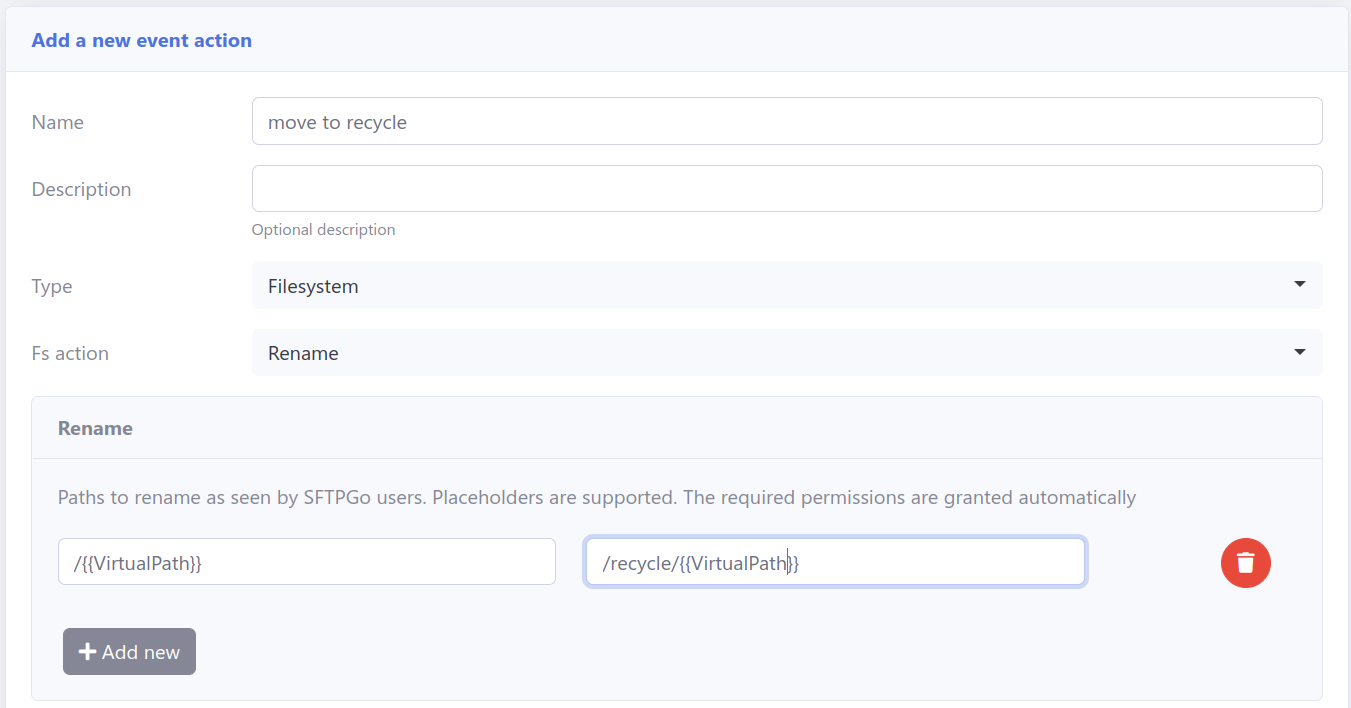 Add a new event action
Name
move to recycle
Description
Optional description
Type
Filesystem
Fs action
Rename
Rename
Paths to rename as seen by SFTPGo users. Placeholders are supported. The required permissions are granted automatically
/{{VirtualPath}}
/recycle/{{VirtualPath}}
Add new